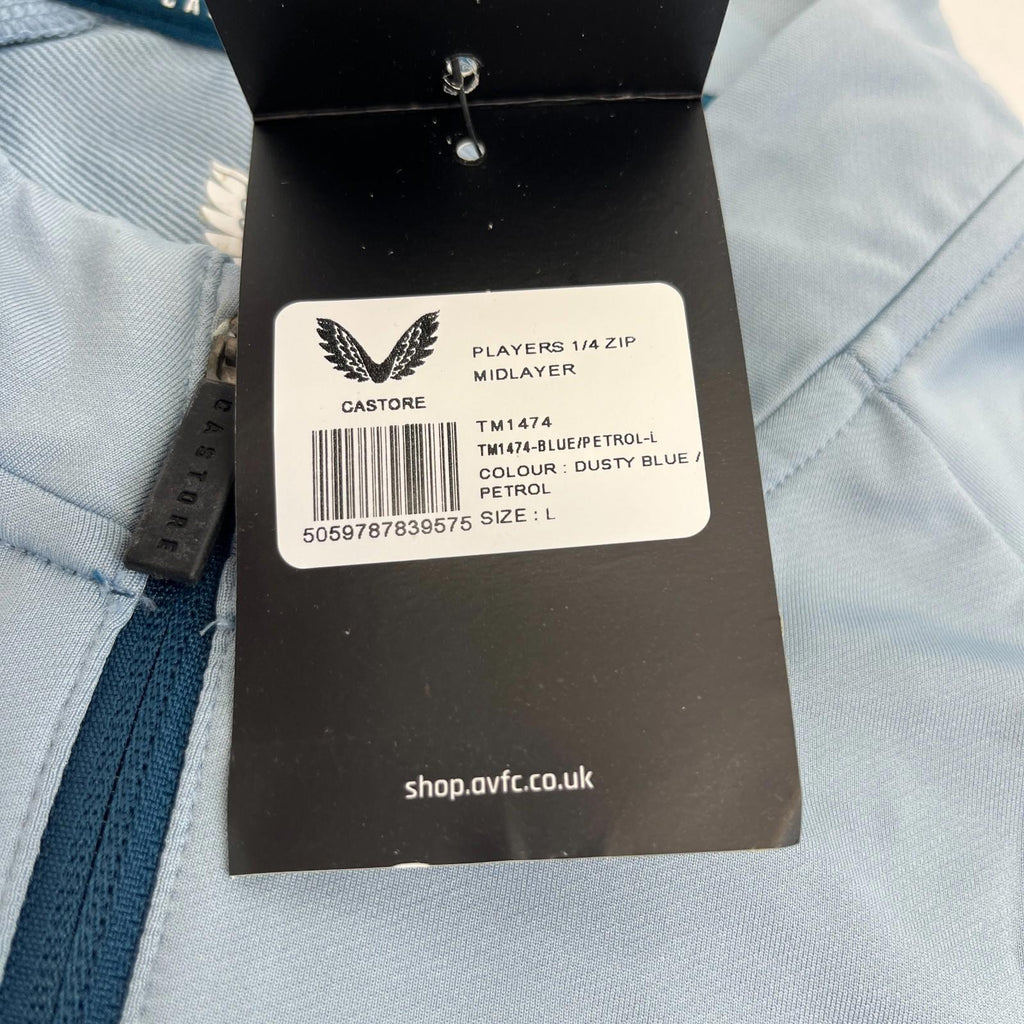 PLAYERS 1/4 ZIP
MIDLAYER
CASTORE
TM1474
TM1474-BLUE/PETROL-L
COLOUR : DUSTY BLUE /
PETROL
SIZE : L
5059787839575
CASTORE
shop.avfc.co.uk